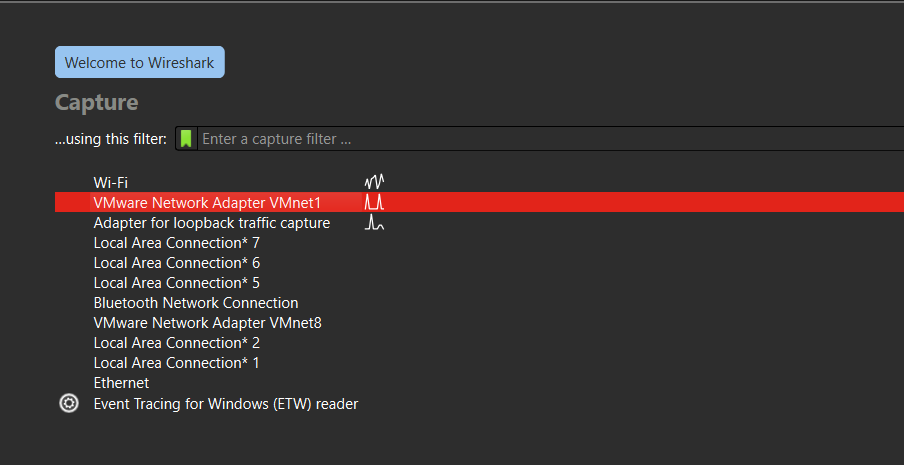 Welcome to Wireshark
Capture
...using this filter: Enter a capture filter ...
Wi-Fi
VMware Network Adapter VMnet1
Adapter for loopback traffic capture
Local Area Connection* 7
Local Area Connection* 6
Local Area Connection* 5
Bluetooth Network Connection
VMware Network Adapter VMnet8
Local Area Connection* 2
Local Area Connection* 1
Ethernet
Event Tracing for Windows (ETW) reader